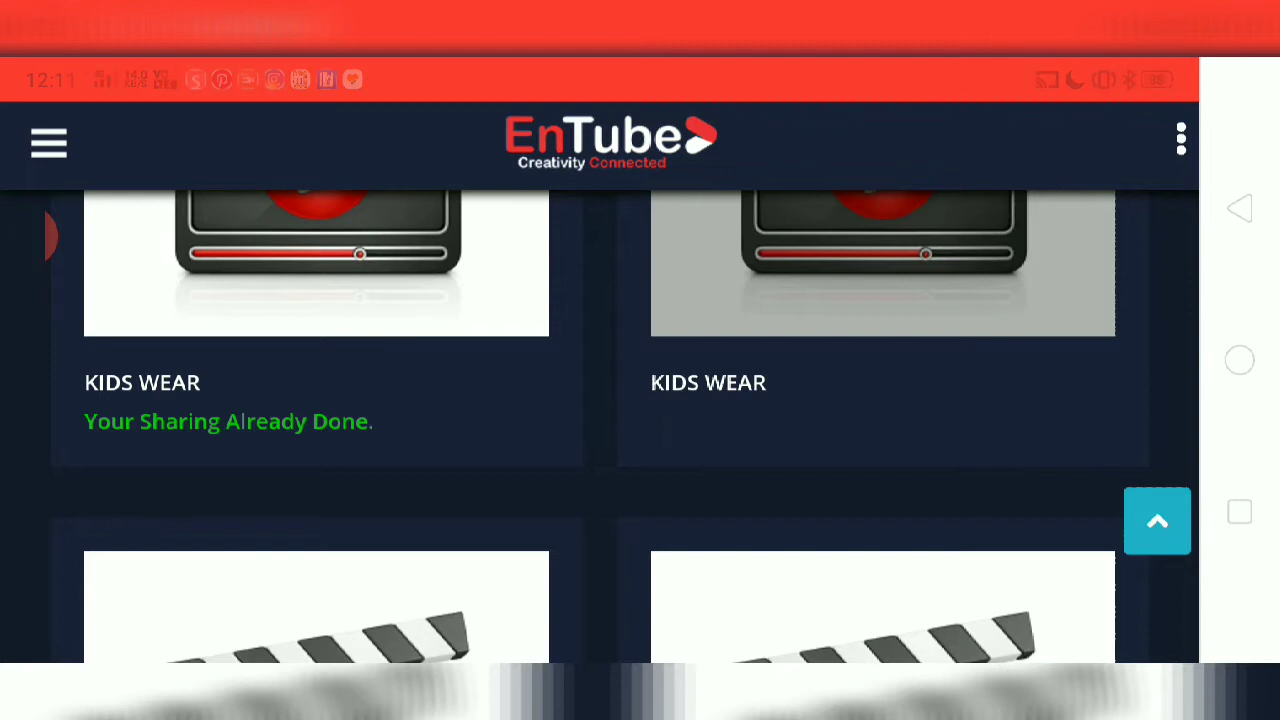 12:11
EnTube
Creativity Connected
KIDS WEAR
Your Sharing Already Done.
KIDS WEAR